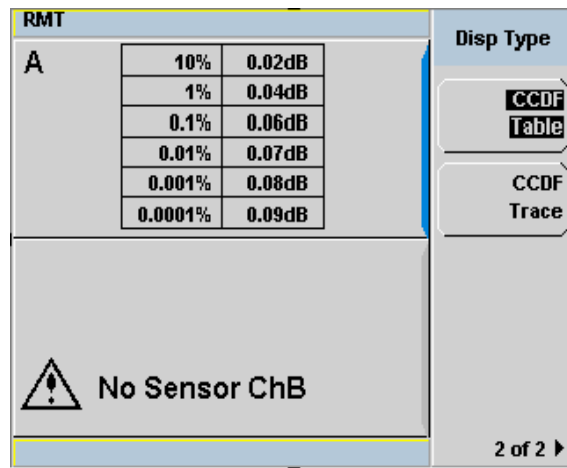 RMT
Disp Type
A
10% 0.02dB
1% 0.04dB
0.1% 0.06dB
0.01% 0.07dB
0.001% 0.08dB
0.0001% 0.09dB
CCDF
Table
CCDF
Trace
No Sensor ChB
2 of 2